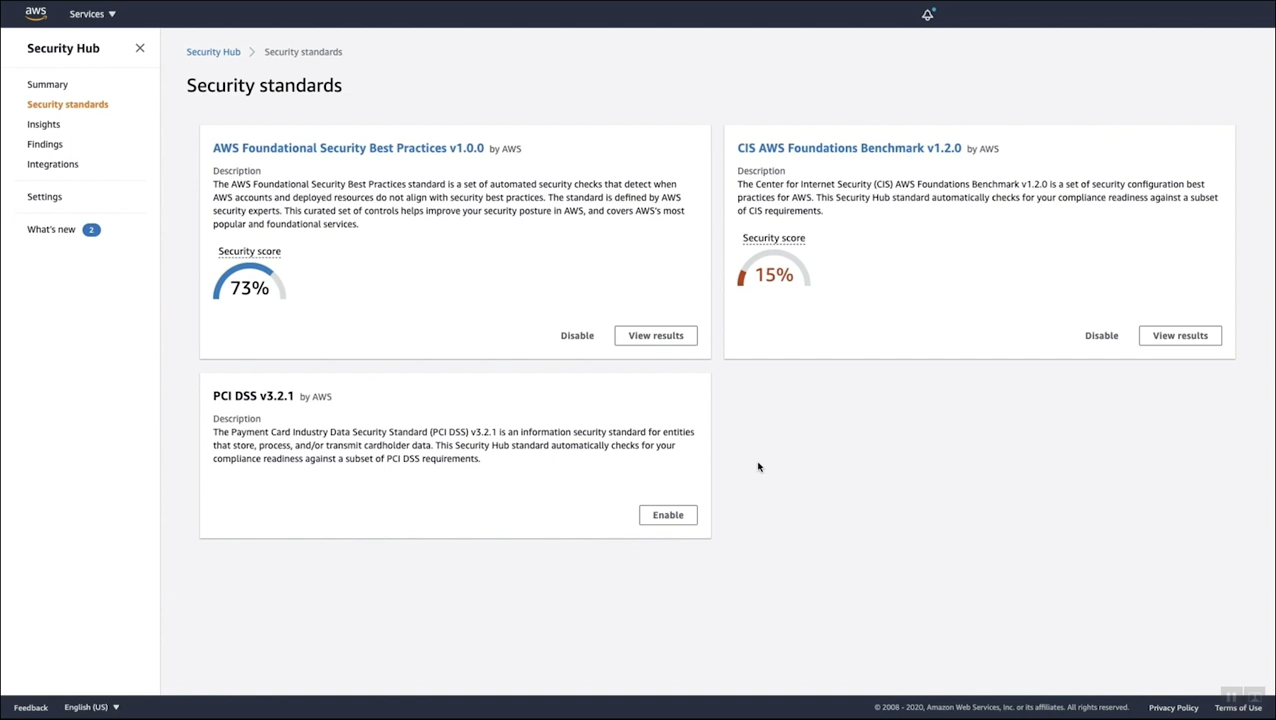 aws
Services
Security Hub
Summary
Security standards
Insights
Findings
Integrations
Settings
What's new 2
Security Hub Security standards
Security standards
AWS Foundational Security Best Practices v1.0.0 by AWS
Description
The AWS Foundational Security Best Practices standard is a set of automated security checks that detect when
AWS accounts and deployed resources do not align with security best practices. The standard is defined by AWS
security experts. This curated set of controls helps improve your security posture in AWS, and covers AWS's most
popular and foundational services.
Security score
73%
Disable
View results
CIS AWS Foundations Benchmark v1.2.0 by AWS
Description
The Center for Internet Security (CIS) AWS Foundations Benchmark v1.2.0 is a set of security configuration best
practices for AWS. This Security Hub standard automatically checks for your compliance readiness against a subset
of CIS requirements.
Security score
15%
Disable
View results
PCI DSS v3.2.1 by AWS
Description
The Payment Card Industry Data Security Standard (PCI DSS) v3.2.1 is an information security standard for entities
that store, process, and/or transmit cardholder data. This Security Hub standard automatically checks for your
compliance readiness against a subset of PCI DSS requirements.
Enable
Feedback
English (US)
© 2008 - 2020, Amazon Web Services, Inc. or its affiliates. All rights reserved.
Privacy Policy
Terms of Use